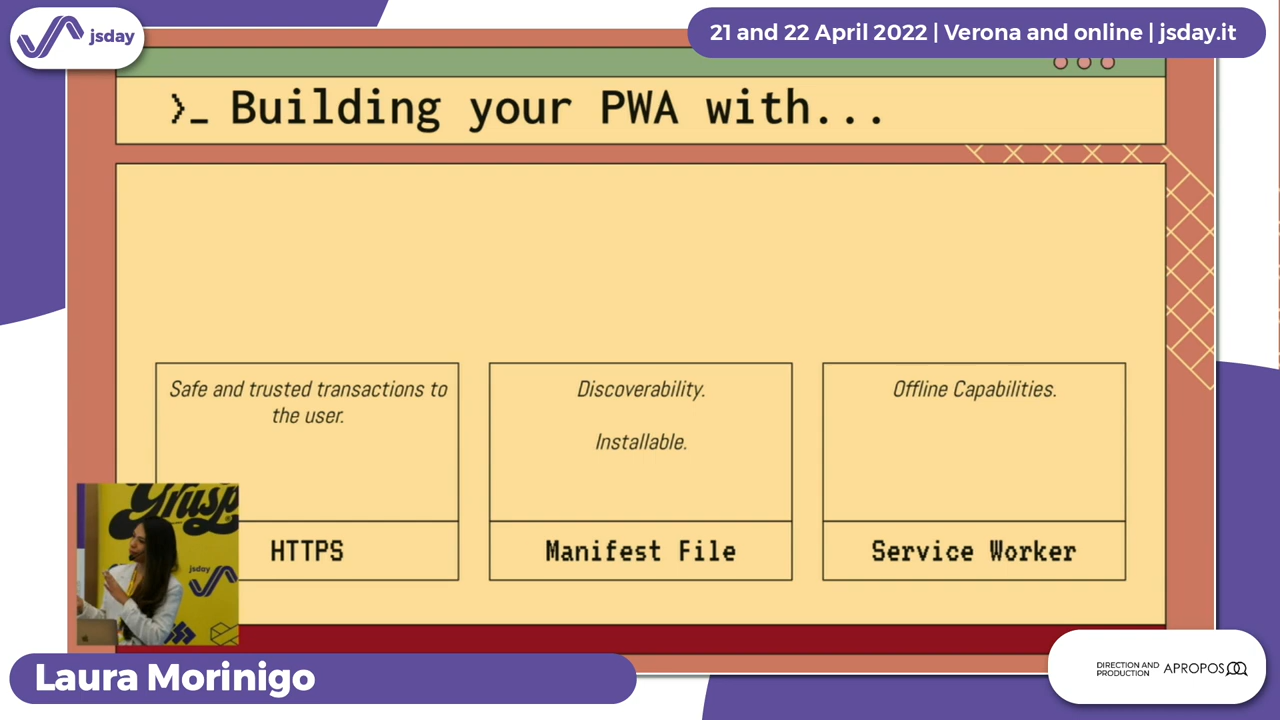 jsday
21 and 22 April 2022 | Verona and online | jsday.it
Building your PWA with...
Safe and trusted transactions to
the user.
HTTPS
Discoverability.
Installable.
Manifest File
Offline Capabilities.
Service Worker
Grusp
jsday
Laura Morinigo
DIRECTION AND
PRODUCTION
APROPOS